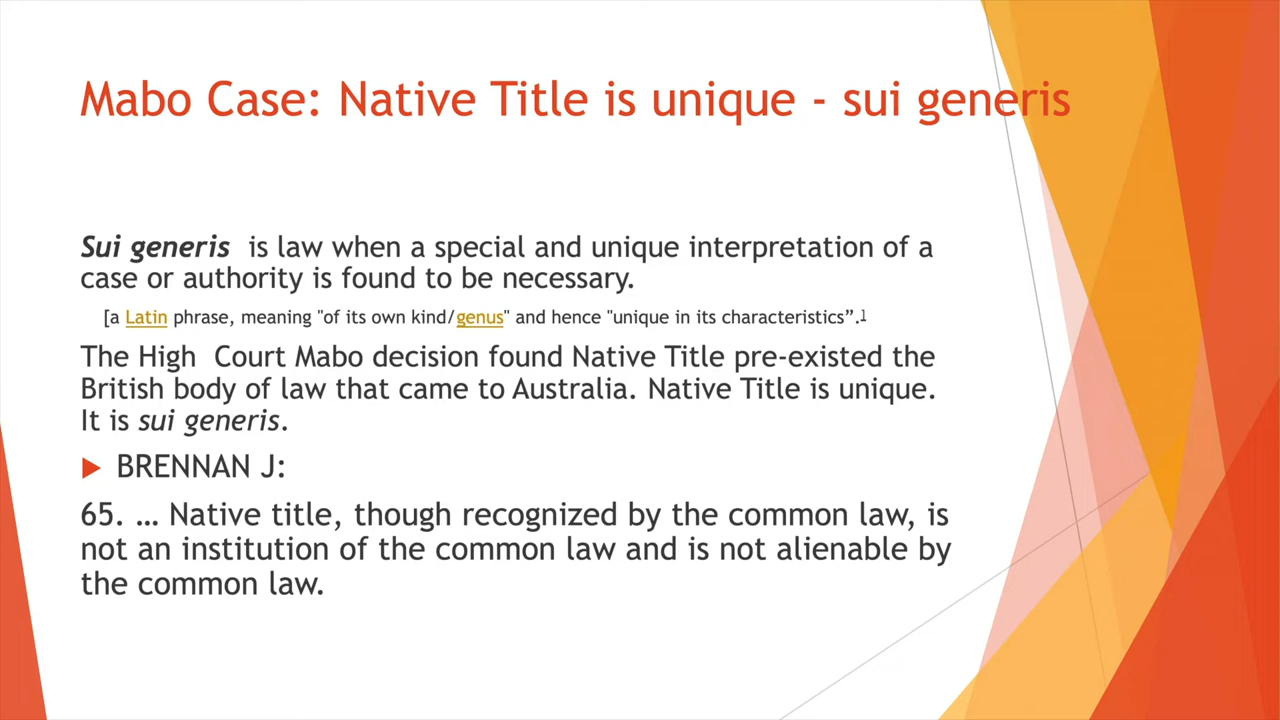 Mabo Case: Native Title is unique - sui generis
Sui generis is law when a special and unique interpretation of a
case or authority is found to be necessary.
[a Latin phrase, meaning "of its own kind/genus" and hence "unique in its characteristics”.1
The High Court Mabo decision found Native Title pre-existed the
British body of law that came to Australia. Native Title is unique.
It is sui generis.
BRENNAN J:
65. … Native title, though recognized by the common law, is
not an institution of the common law and is not alienable by
the common law.